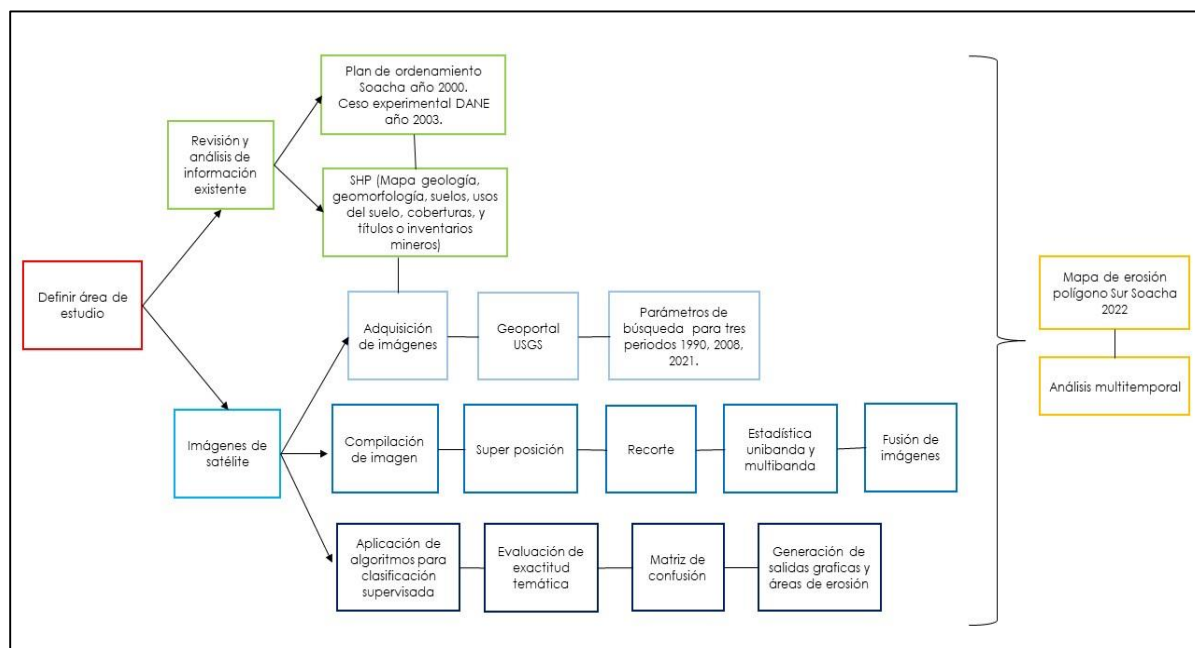 Plan de ordenamiento
Soacha año 2000.
Ceso experimental DANE
año 2003.
Revisión y
análisis de
información
existente
SHP (Mapa geología,
geomorfología, suelos, usos
del suelo, coberturas, y
títulos o inventarios
mineros)
Definir área de
estudio
Adquisición
de imágenes
Geoportal
USGS
Parámetros de
búsqueda para tres
periodos 1990, 2008,
2021.
Imágenes de
satélite
Compilación
de imagen
Super posición
Recorte
Estadística
unibanda y
multibanda
Fusión de
imágenes
Aplicación de
algoritmos para
clasificación
supervisada
Evaluación de
exactitud
temática
Matriz de
confusión
Generación de
salidas graficas y
áreas de erosión
Mapa de erosión
polígono Sur Soacha
2022
Análisis multitemporal